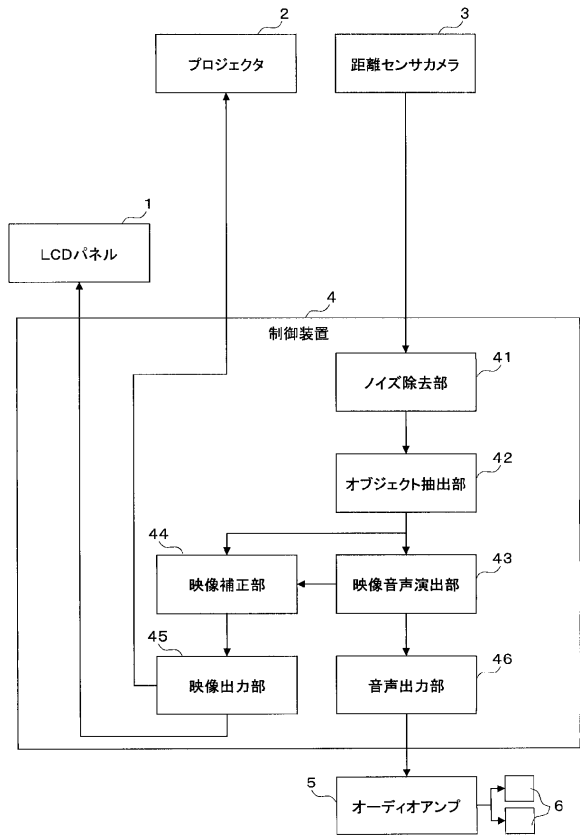 2
プロジェクタ
3
距離センサカメラ
1
LCDパネル
4
制御装置
41
ノイズ除去部
42
オブジェクト抽出部
44
映像補正部
43
映像音声演出部
45
映像出力部
46
音声出力部
5
オーディオアンプ
6